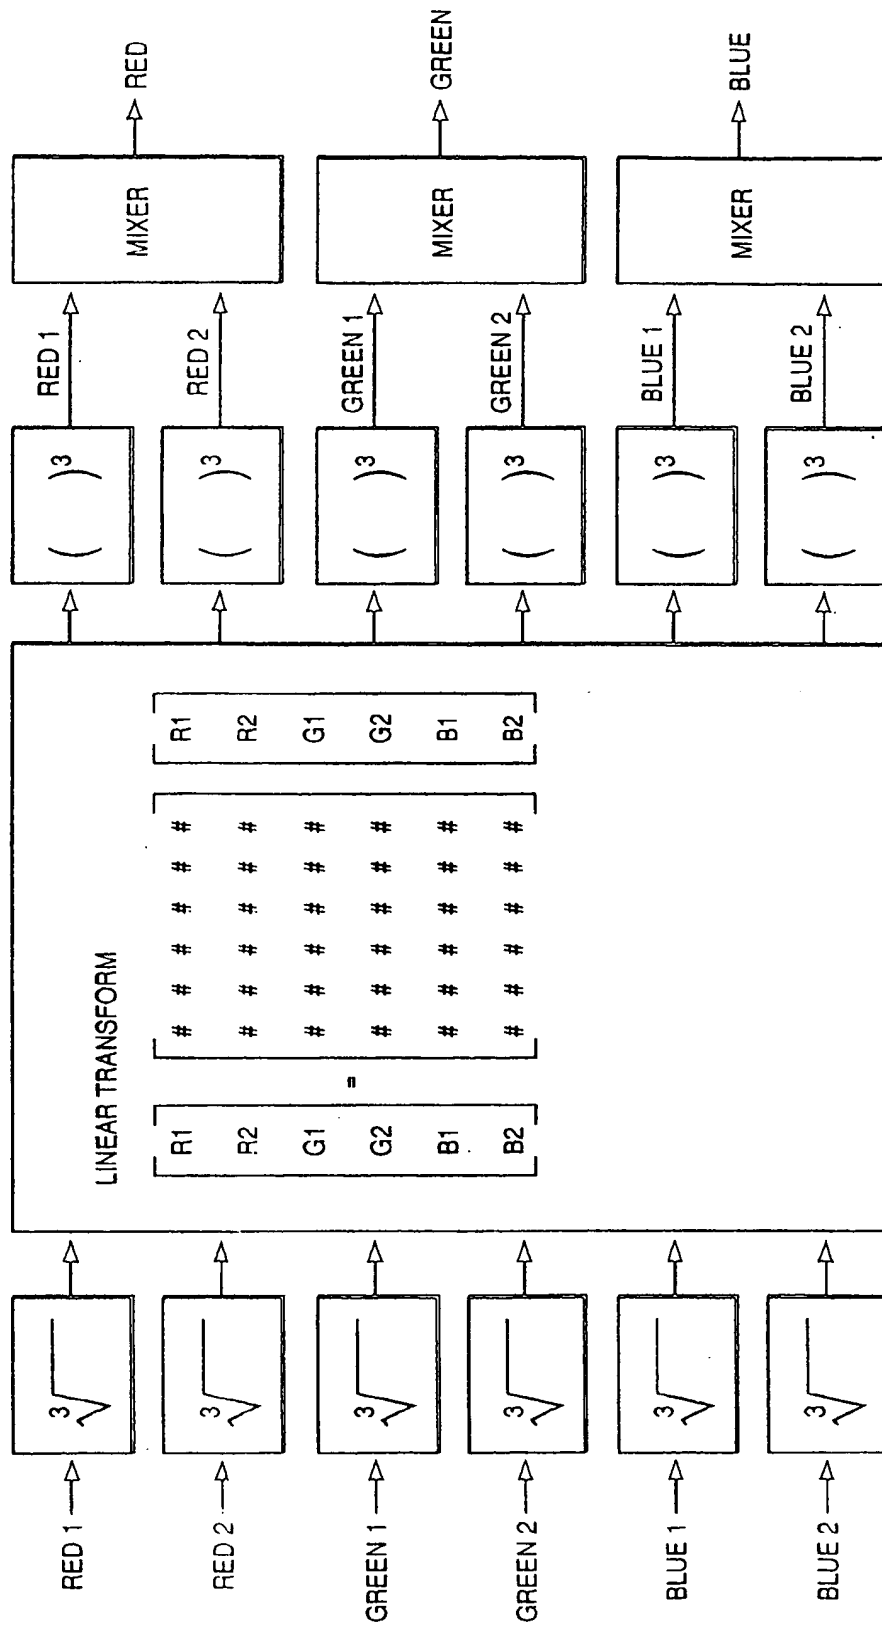 RED 1
RED 2
GREEN 1
GREEN 2
BLUE 1
BLUE 2
3√
3√
3√
3√
3√
3√
LINEAR TRANSFORM
R1 = # # # # # # R1
R2 # # # # # # R2
G1 # # # # # # G1
G2 # # # # # # G2
B1 # # # # # # B1
B2 # # # # # # B2
( )3
( )3
( )3
( )3
( )3
( )3
RED 1
RED 2
GREEN 1
GREEN 2
BLUE 1
BLUE 2
MIXER
MIXER
MIXER
RED
GREEN
BLUE